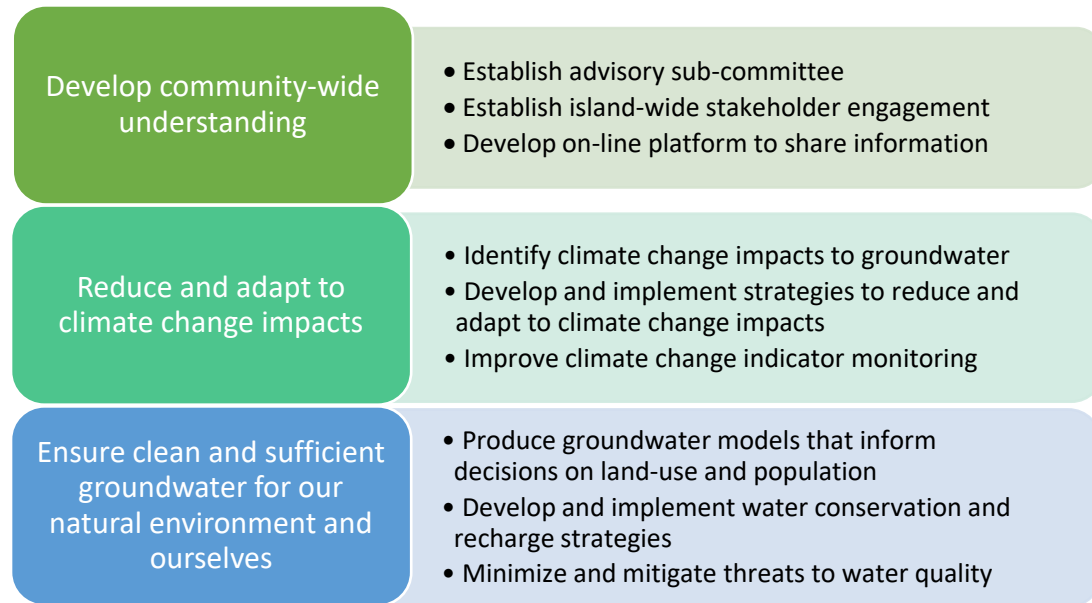 Develop community-wide
understanding
• Establish advisory sub-committee
• Establish island-wide stakeholder engagement
• Develop on-line platform to share information
Reduce and adapt to
climate change impacts
• Identify climate change impacts to groundwater
• Develop and implement strategies to reduce and
adapt to climate change impacts
• Improve climate change indicator monitoring
Ensure clean and sufficient
groundwater for our
natural environment and
ourselves
• Produce groundwater models that inform
decisions on land-use and population
• Develop and implement water conservation and
recharge strategies
• Minimize and mitigate threats to water quality